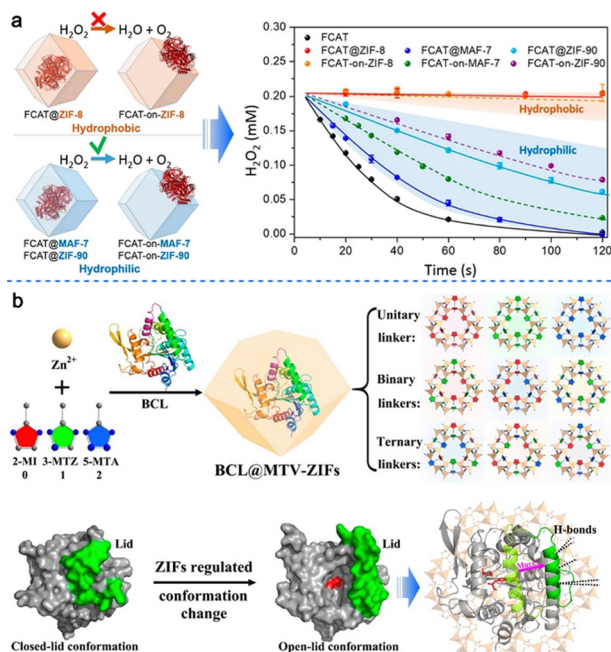 a
H₂O₂ H₂O + O₂
FCAT@ZIF-8 FCAT-on-ZIF-8
Hydrophobic
H₂O₂ H₂O + O₂
FCAT@MAF-7 FCAT-on-MAF-7
FCAT@ZIF-90 FCAT-on-ZIF-90
Hydrophilic
FCAT
FCAT@ZIF-8 FCAT@MAF-7 FCAT@ZIF-90
FCAT-on-ZIF-8 FCAT-on-MAF-7 FCAT-on-ZIF-90
Hydrophobic
Hydrophilic
H₂O₂ (mM)
0.30
0.25
0.20
0.15
0.10
0.05
0.00
0 20 40 60 80 100 120
Time (s)
b
Zn²⁺
+
2-MI 3-MTZ 5-MTA
0 1 2
BCL
BCL@MTV-ZIFs
Unitary
linker:
Binary
linkers:
Ternary
linkers:
Lid
Closed-lid conformation
ZIFs regulated
conformation
change
Lid
Open-lid conformation
H-bonds
Move